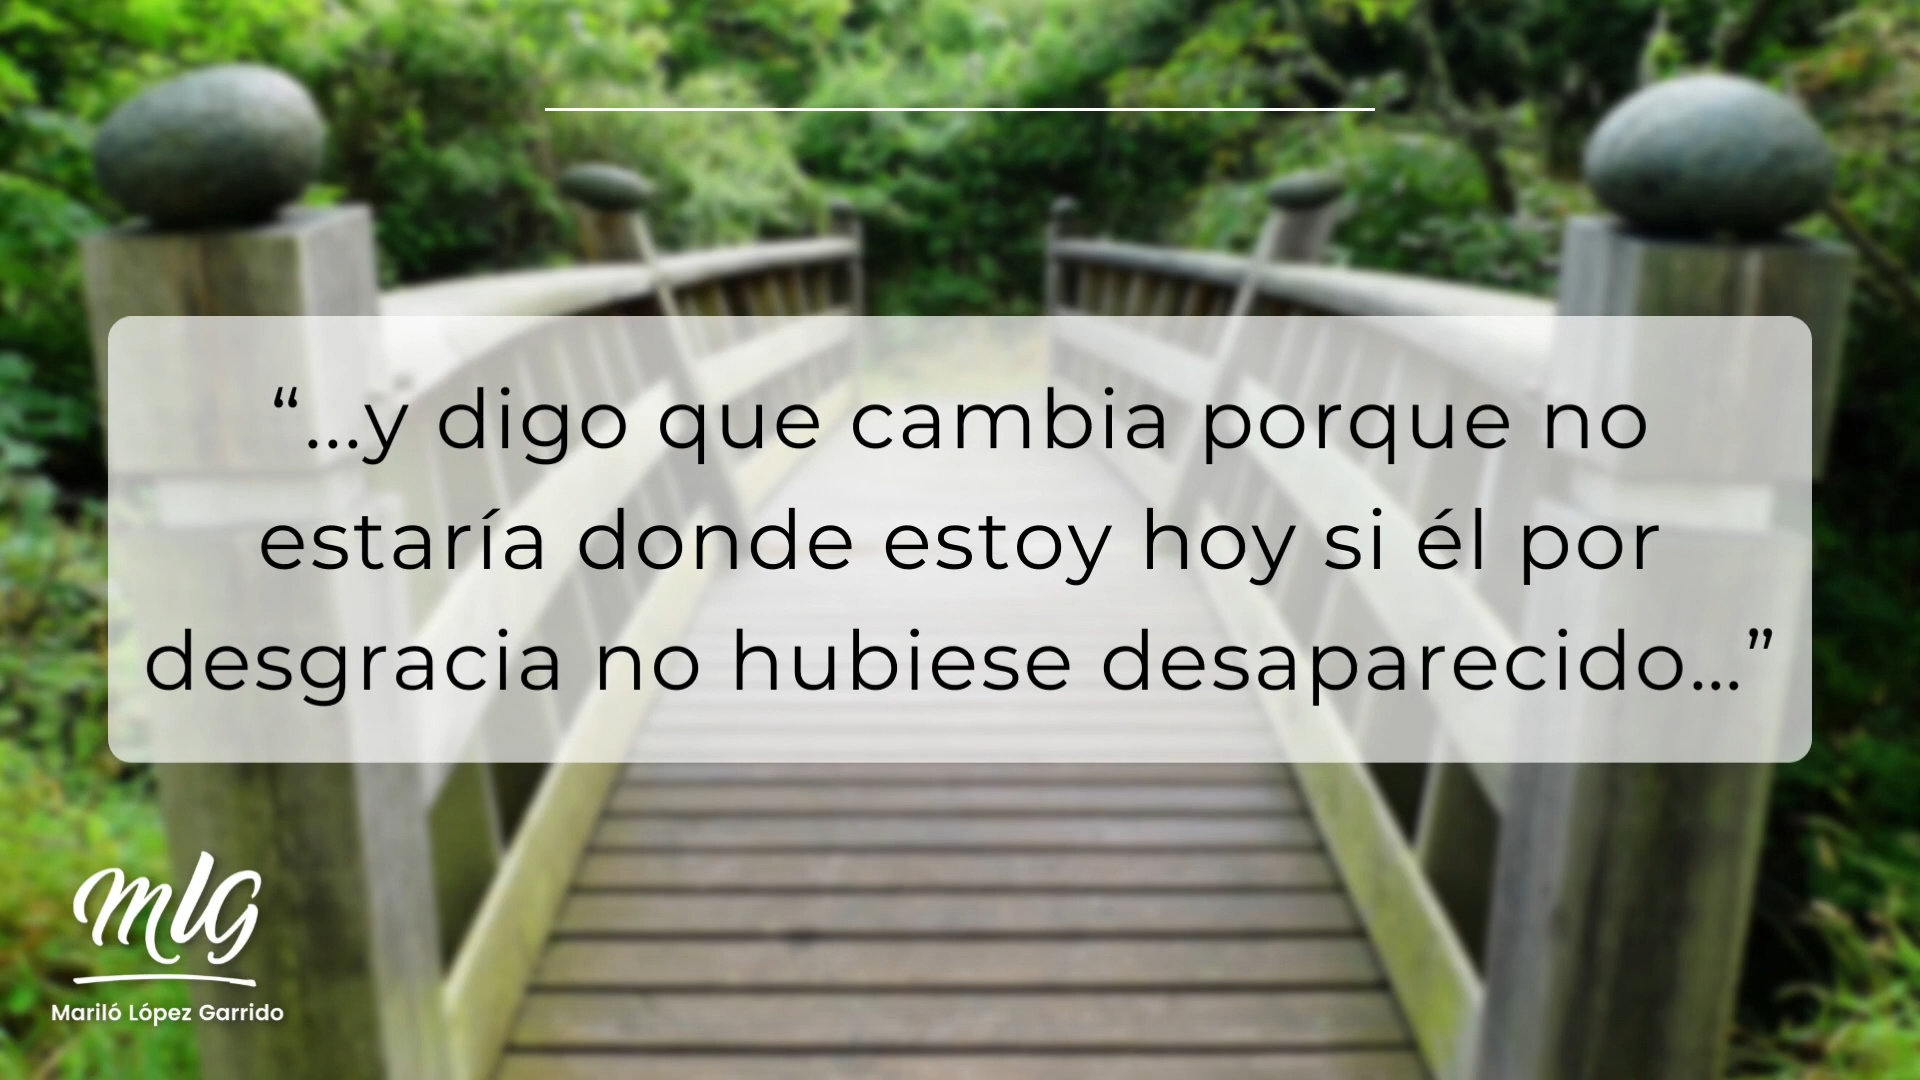 “...y digo que cambia porque no
estaría donde estoy hoy si él por
desgracia no hubiese desaparecido...”
MLG
Mariló López Garrido